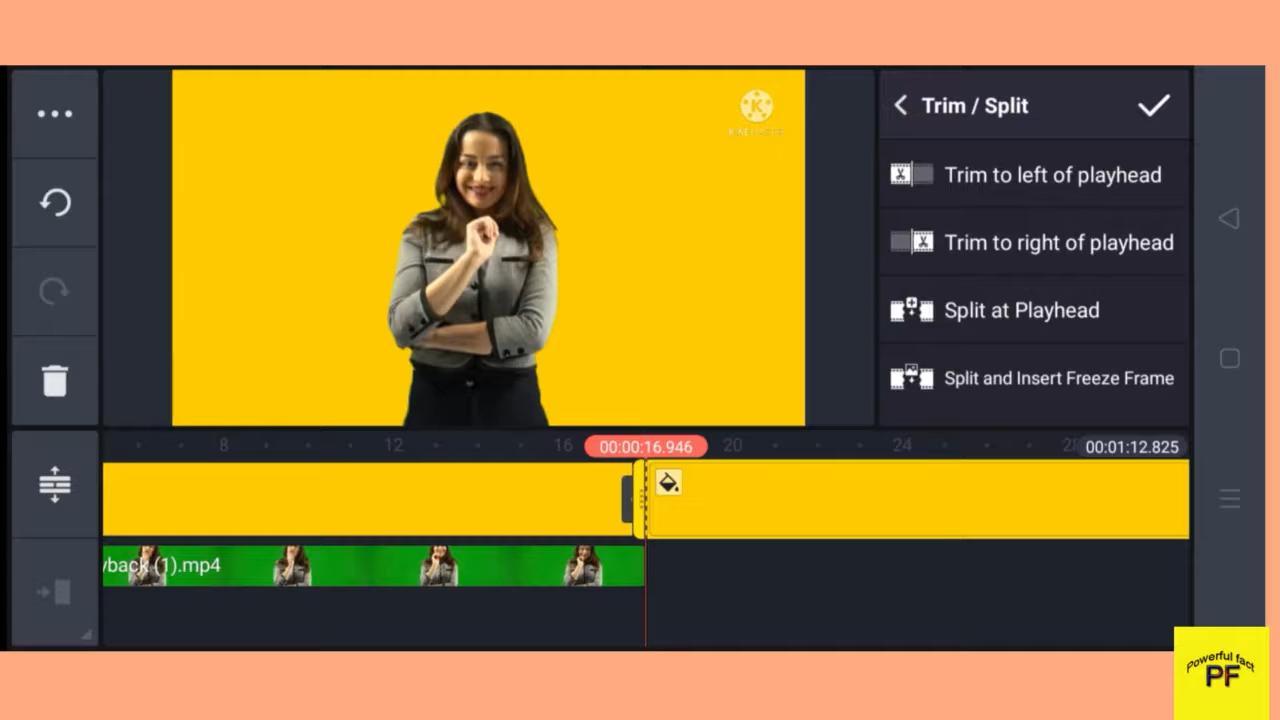 KINEMASTER
Trim / Split
Trim to left of playhead
Trim to right of playhead
Split at Playhead
Split and Insert Freeze Frame
8
12
16
00:00:16.946
20
24
28
00:01:12.825
yback (1).mp4
Powerful fact
PF